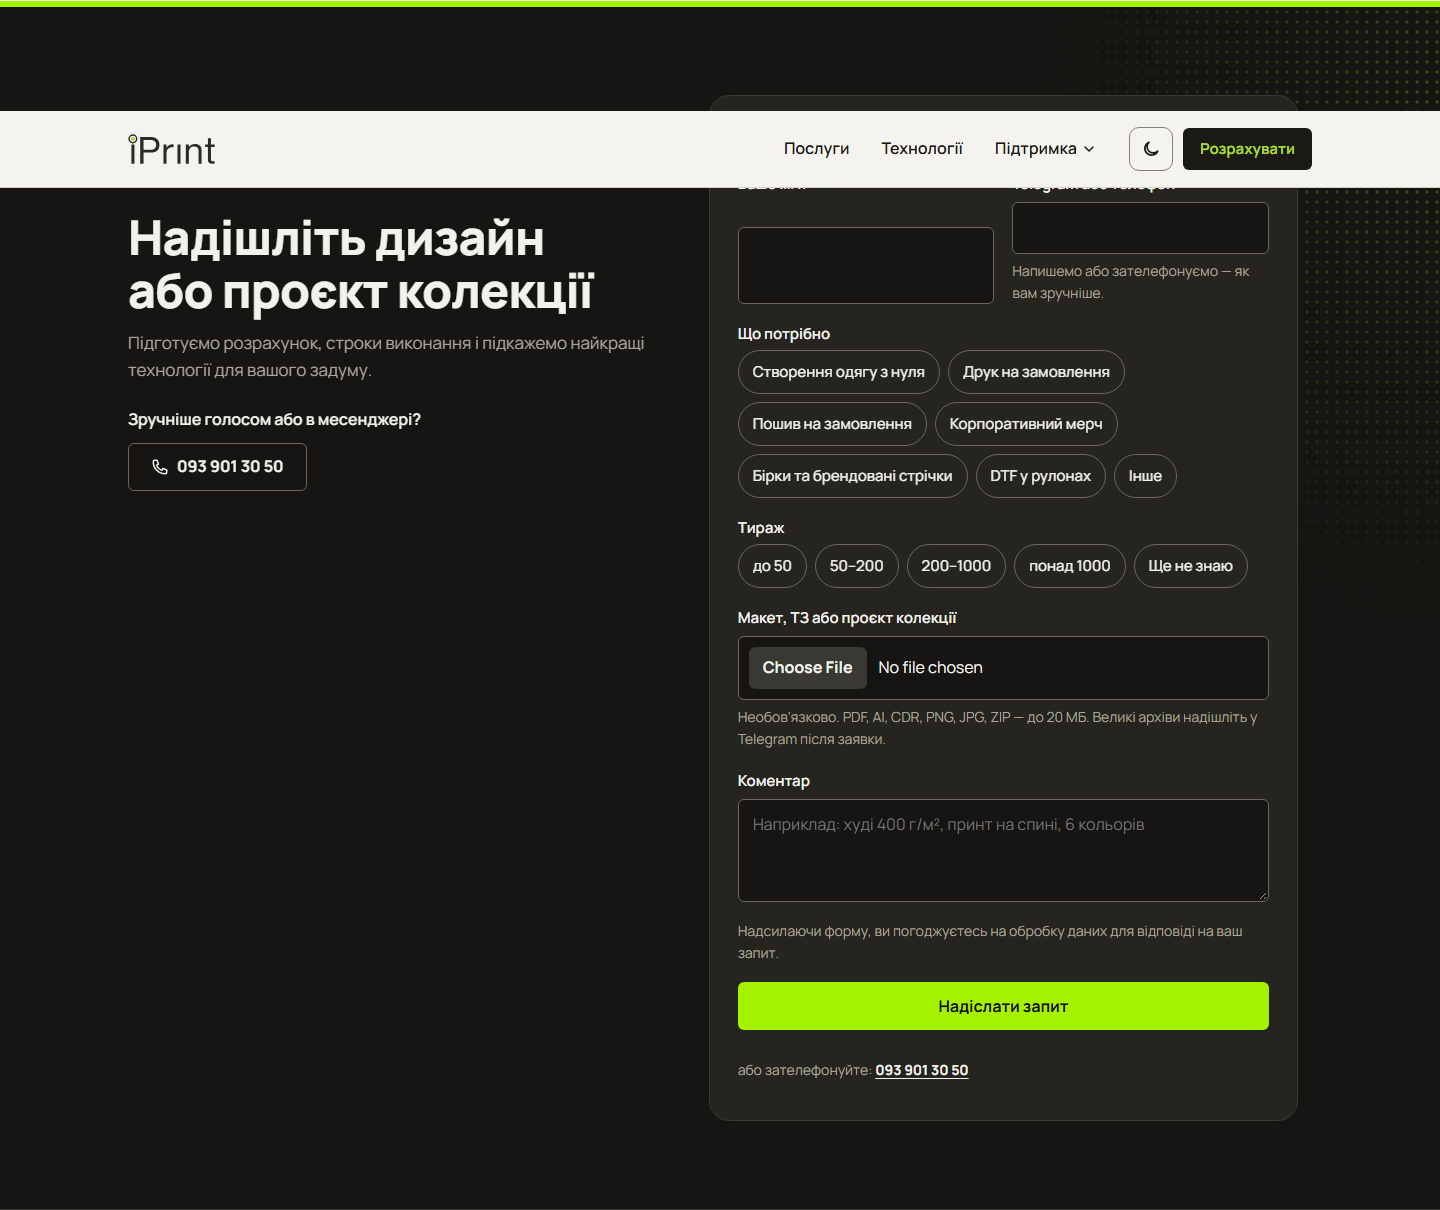 iPrint
Послуги
Технології
Підтримка
Розрахувати
Надішліть дизайн
або проєкт колекції
Підготуємо розрахунок, строки виконання і підкажемо найкращі
технології для вашого задуму.
Зручніше голосом або в месенджері?
093 901 30 50
Напишемо або зателефонуємо — як
вам зручніше.
Що потрібно
Створення одягу з нуля
Друк на замовлення
Пошив на замовлення
Корпоративний мерч
Бірки та брендовані стрічки
DTF у рулонах
Інше
Тираж
до 50
50–200
200–1000
понад 1000
Ще не знаю
Макет, ТЗ або проєкт колекції
Choose File
No file chosen
Необов'язково. PDF, AI, CDR, PNG, JPG, ZIP — до 20 МБ. Великі архіви надішліть у
Telegram після заявки.
Коментар
Наприклад: худі 400 г/м², принт на спині, 6 кольорів
Надсилаючи форму, ви погоджуєтесь на обробку даних для відповіді на ваш
запит.
Надіслати запит
або зателефонуйте: 093 901 30 50